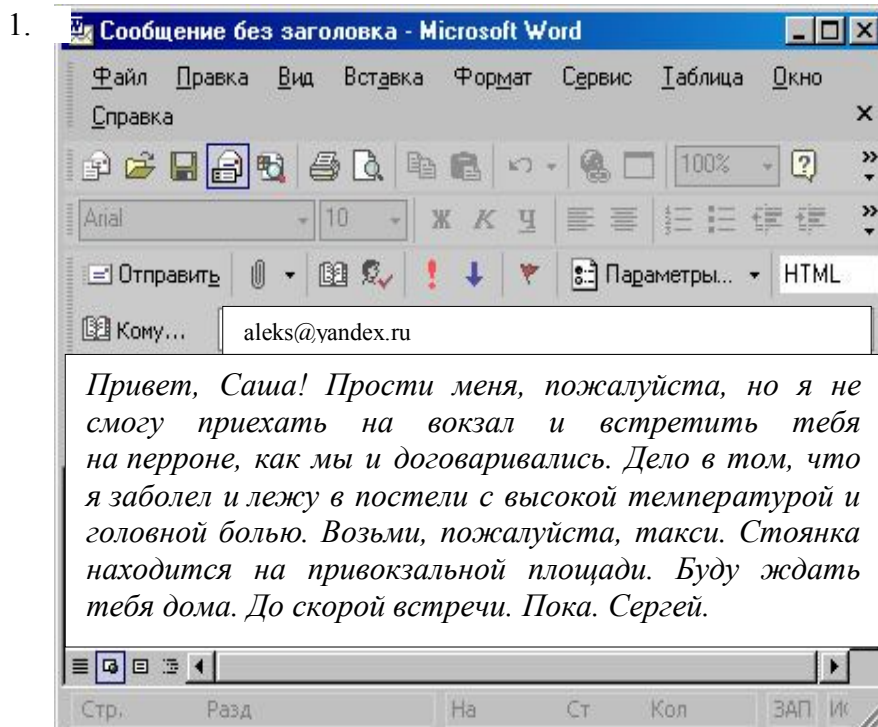 1.
Сообщение без заголовка - Microsoft Word
Файл Правка Вид Вставка Формат Сервис Таблица Окно
Справка
100%
Arial 10 Ж К Ч
Отправить Параметры... HTML
Кому... aleks@yandex.ru
Привет, Саша! Прости меня, пожалуйста, но я не
смогу приехать на вокзал и встретить тебя
на перроне, как мы и договаривались. Дело в том, что
я заболел и лежу в постели с высокой температурой и
головной болью. Возьми, пожалуйста, такси. Стоянка
находится на привокзальной площади. Буду ждать
тебя дома. До скорой встречи. Пока. Сергей.
Стр. Разд На Ст Кол ЗАП